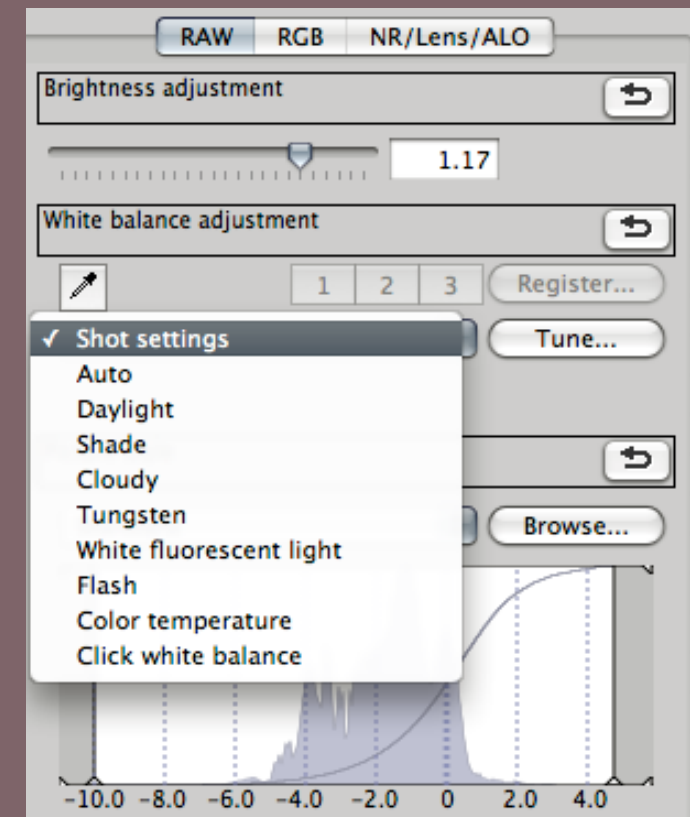 RAW RGB NR/Lens/ALO
Brightness adjustment
1.17
White balance adjustment
1 2 3 Register...
✓ Shot settings
Tune...
Auto
Daylight
Shade
Cloudy
Tungsten
Browse...
White fluorescent light
Flash
Color temperature
Click white balance
-10.0 -8.0 -6.0 -4.0 -2.0 0 2.0 4.0